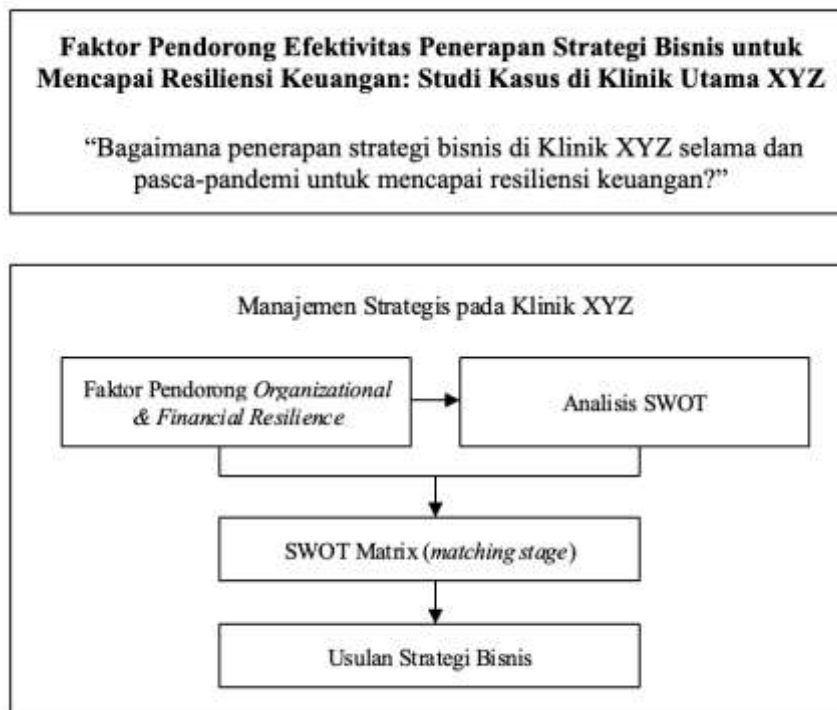 Faktor Pendorong Efektivitas Penerapan Strategi Bisnis untuk
Mencapai Resiliensi Keuangan: Studi Kasus di Klinik Utama XYZ
“Bagaimana penerapan strategi bisnis di Klinik XYZ selama dan
pasca-pandemi untuk mencapai resiliensi keuangan?”
Manajemen Strategis pada Klinik XYZ
Faktor Pendorong Organizational
& Financial Resilience
Analisis SWOT
SWOT Matrix (matching stage)
Usulan Strategi Bisnis